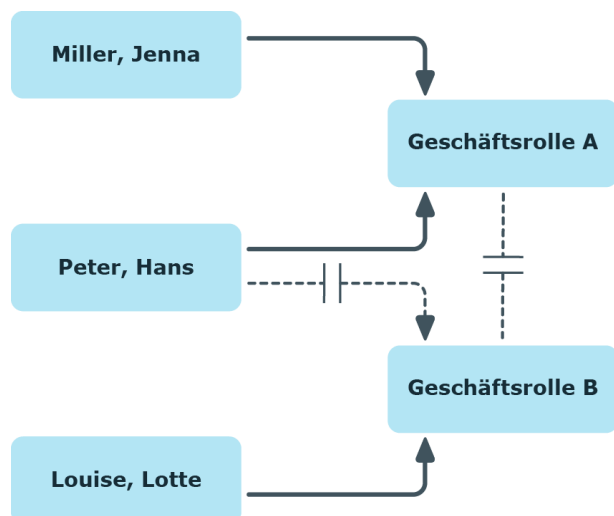 Miller, Jenna
Geschäftsrolle A
Peter, Hans
Geschäftsrolle B
Louise, Lotte